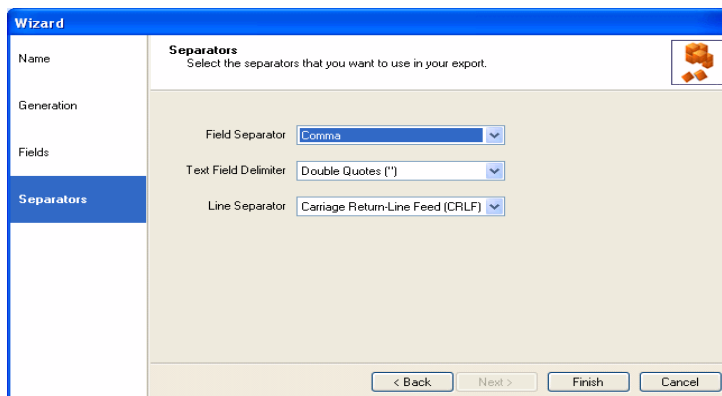 Wizard
Name
Generation
Fields
Separators
Separators
Select the separators that you want to use in your export.
Field Separator Comma
Text Field Delimiter Double Quotes (")
Line Separator Carriage Return-Line Feed (CRLF)
< Back Next > Finish Cancel